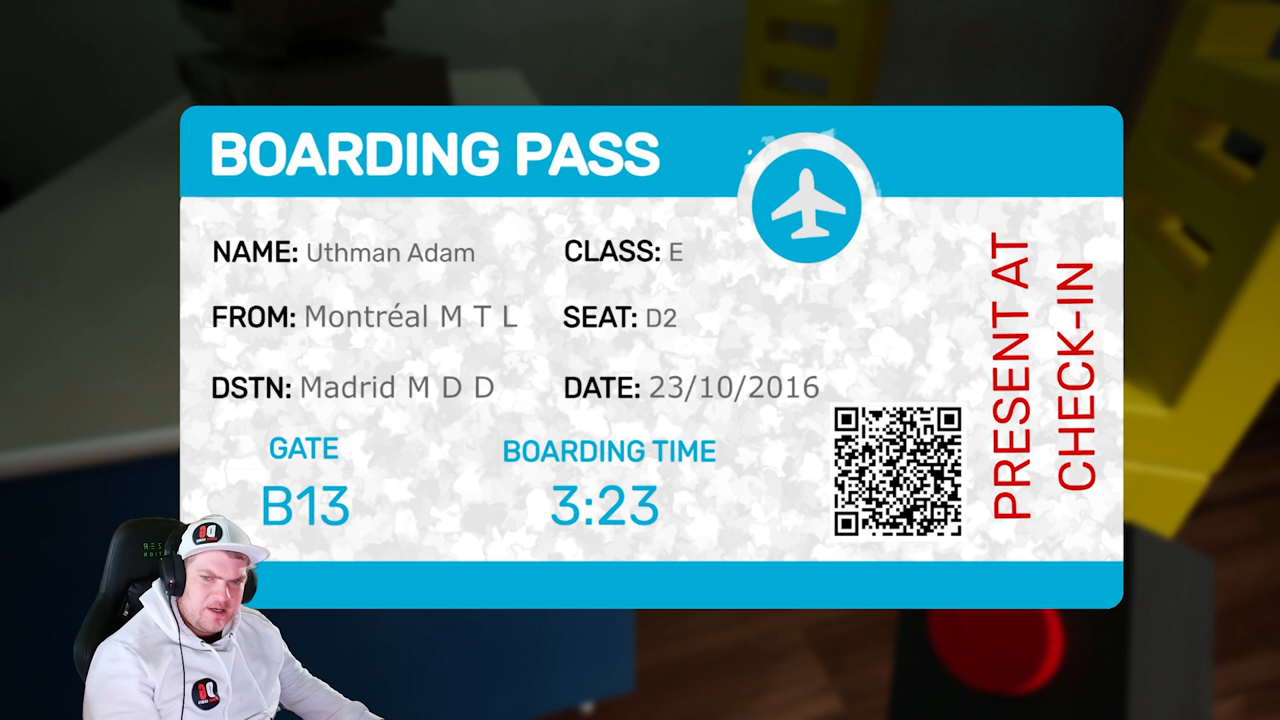 BOARDING PASS
NAME: Uthman Adam
CLASS: E
FROM: Montréal M T L
SEAT: D2
DSTN: Madrid M D D
DATE: 23/10/2016
GATE
B13
BOARDING TIME
3:23
PRESENT AT
CHECK-IN